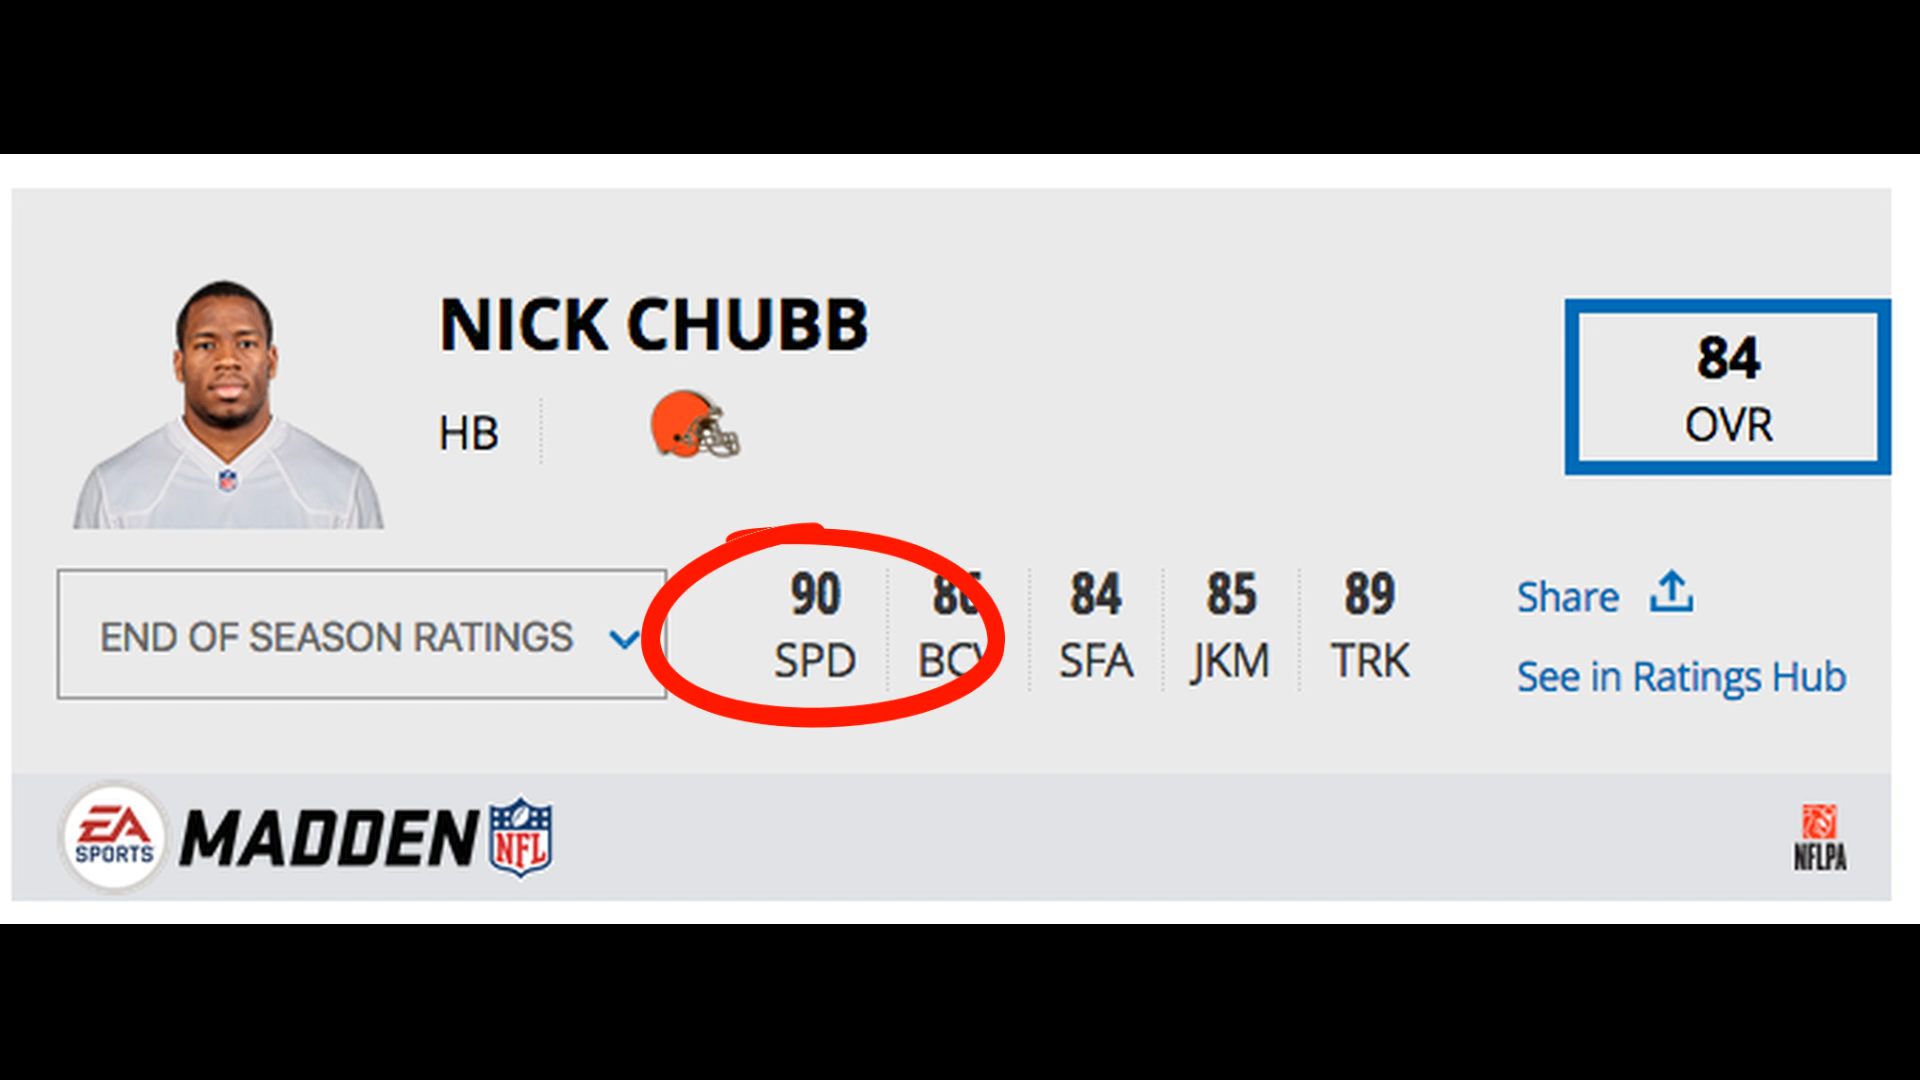 NICK CHUBB
HB
84
OVR
END OF SEASON RATINGS
90 84 85 89
SPD SFA JKM TRK
Share
See in Ratings Hub
EA SPORTS MADDEN NFL
NFLPA